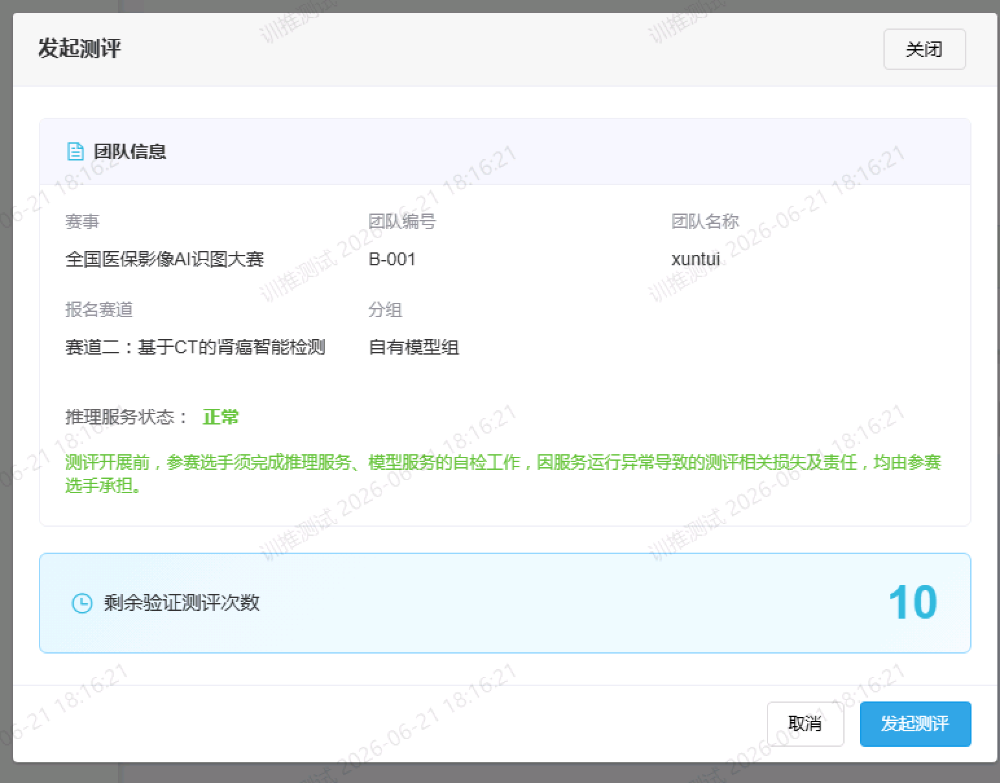 发起测评
关闭
团队信息
赛事
团队编号
团队名称
全国医保影像AI识图大赛
B-001
xuntui
报名赛道
分组
赛道二：基于CT的肾癌智能检测
自有模型组
推理服务状态： 正常
测评开展前，参赛选手须完成推理服务、模型服务的自检工作，因服务运行异常导致的测评相关损失及责任，均由参赛
选手承担。
剩余验证测评次数
10
取消
发起测评
训推测试 2026-06-21 18:16:21